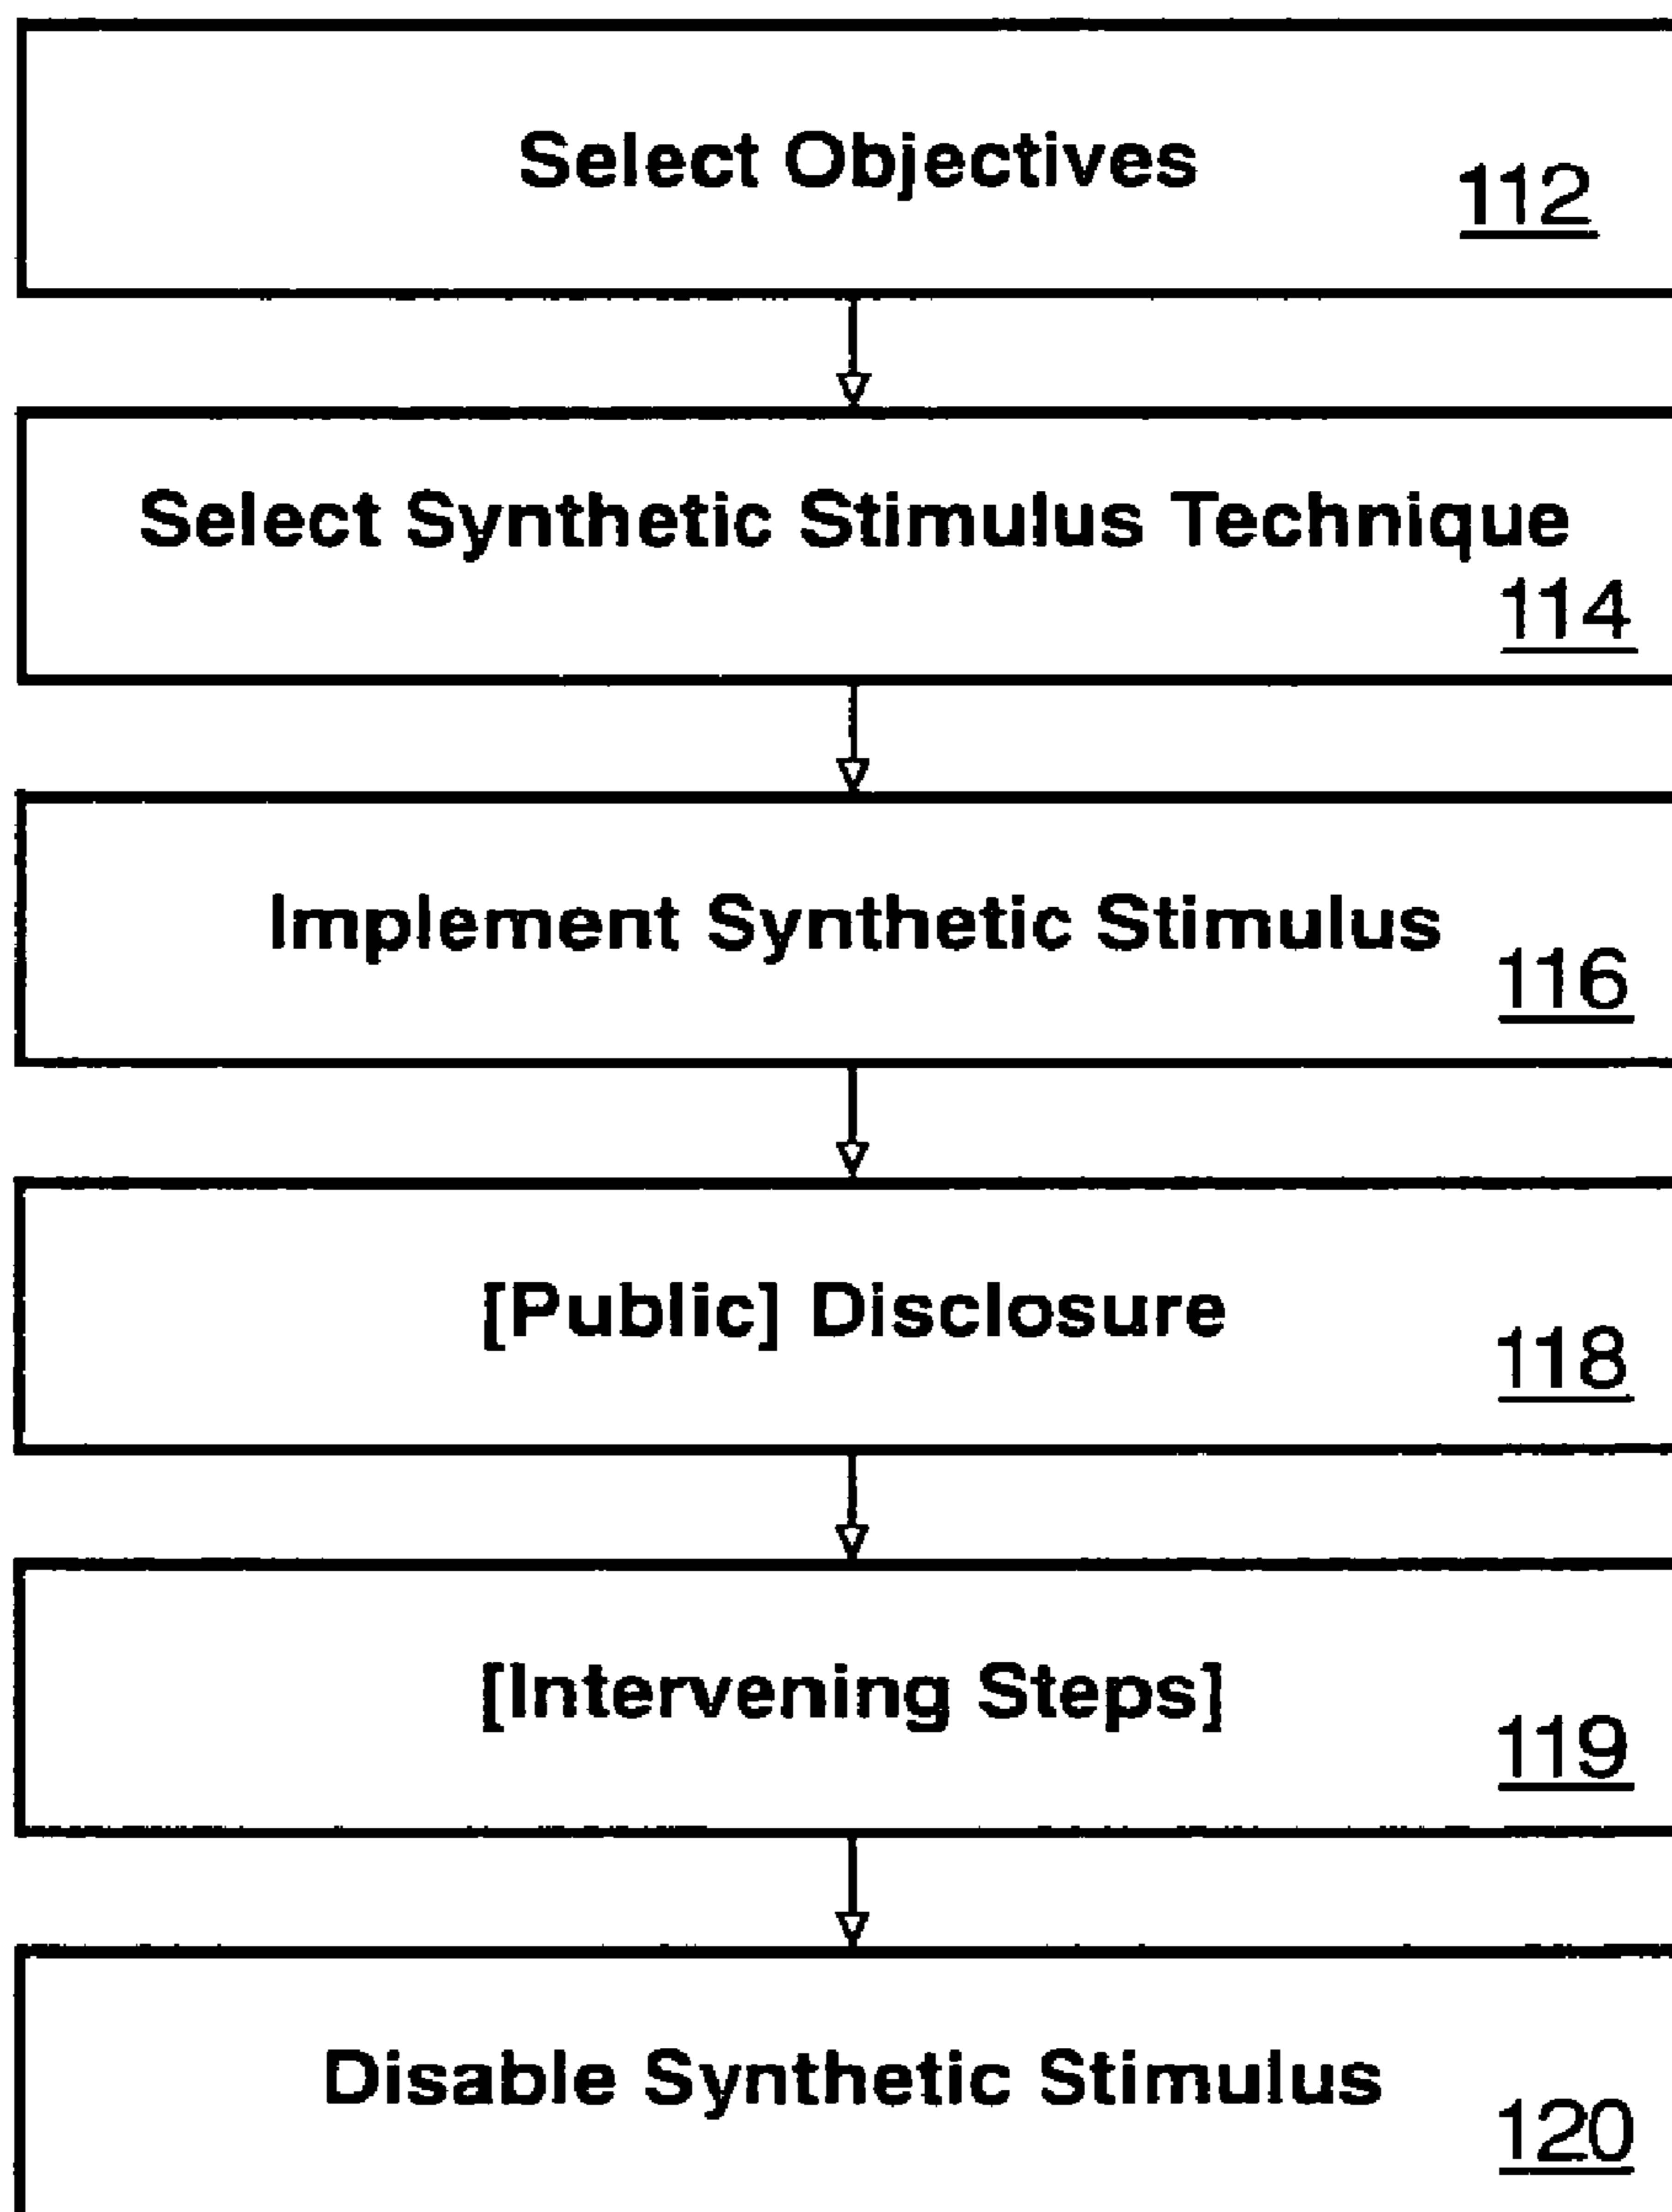 Select Objectives
112
Select Synthetic Stimulus Technique
114
Implement Synthetic Stimulus
116
[Public] Disclosure
118
[Intervening Steps]
119
Disable Synthetic Stimulus
120